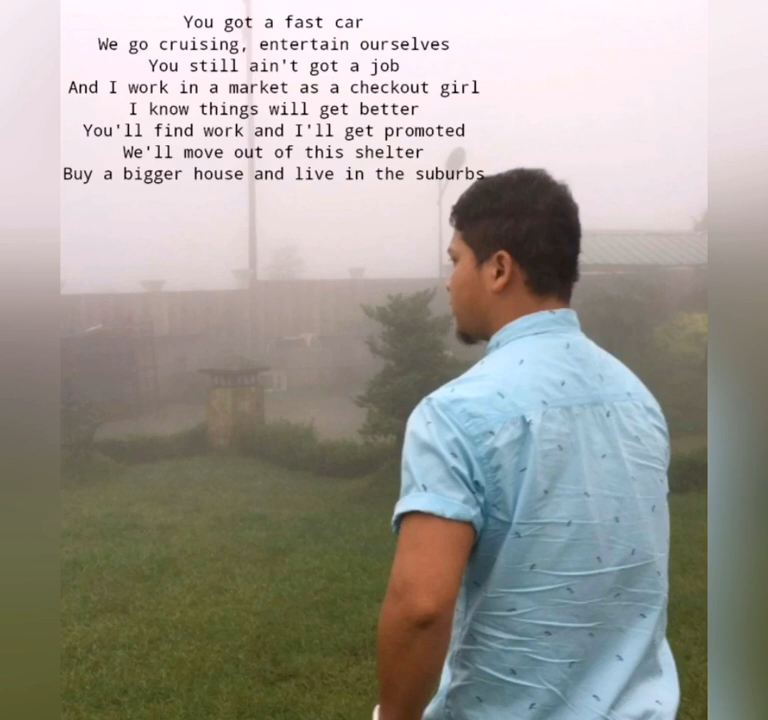 You got a fast car
We go cruising, entertain ourselves
You still ain't got a job
And I work in a market as a checkout girl
I know things will get better
You'll find work and I'll get promoted
We'll move out of this shelter
Buy a bigger house and live in the suburbs